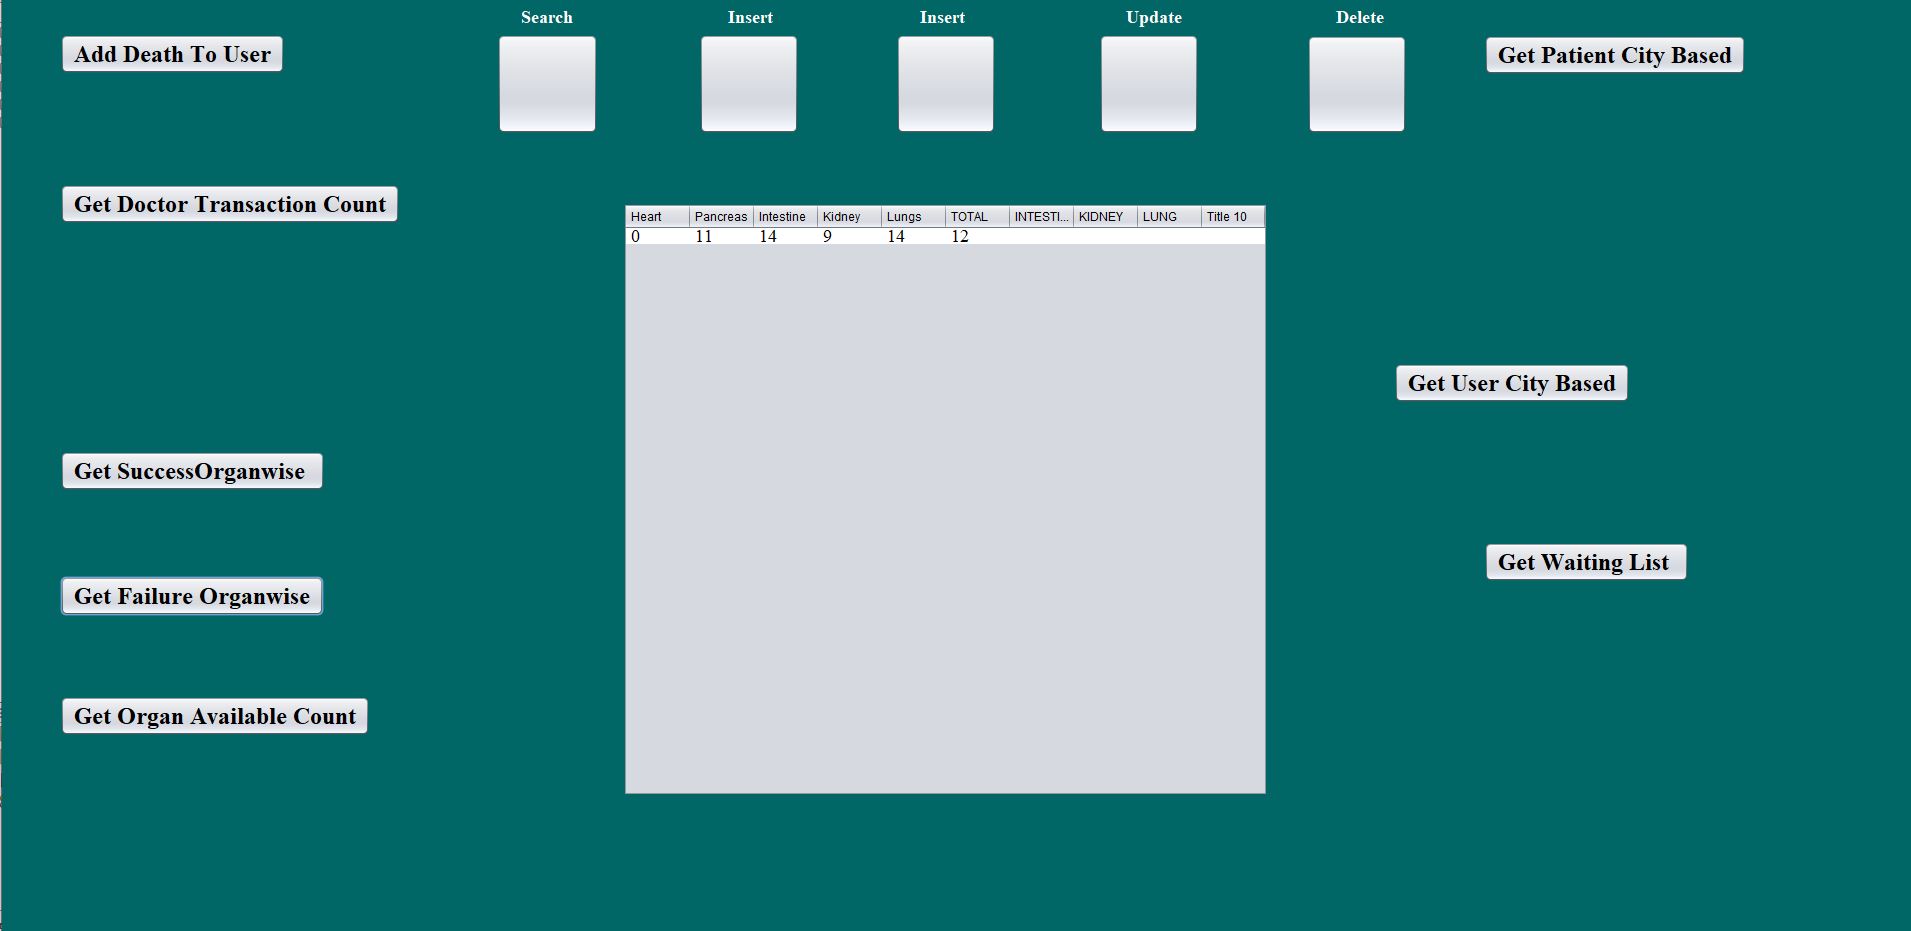 Search Insert Insert Update Delete
Add Death To User
Get Patient City Based
Get Doctor Transaction Count
Heart Pancreas Intestine Kidney Lungs TOTAL INTESTI... KIDNEY LUNG Title 10
0 11 14 9 14 12
Get User City Based
Get SuccessOrganwise
Get Waiting List
Get Failure Organwise
Get Organ Available Count